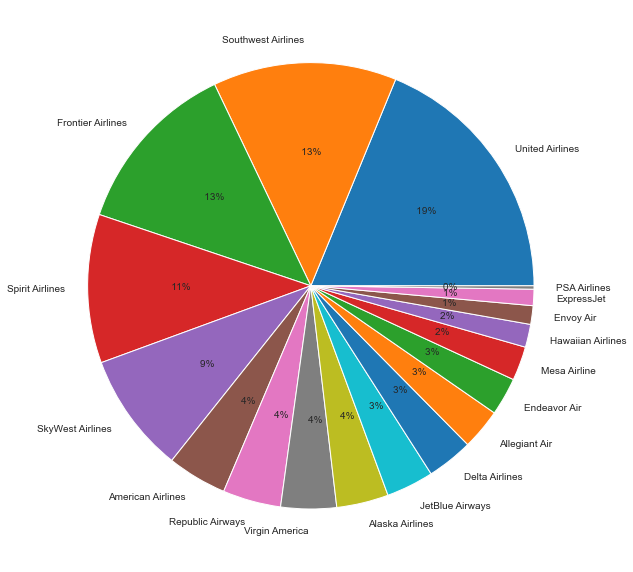 Southwest Airlines
Frontier Airlines
United Airlines
13%
13%
19%
Spirit Airlines
11%
0%
PSA Airlines
1%
ExpressJet
1%
Envoy Air
2%
Hawaiian Airlines
2%
Mesa Airline
3%
Endeavor Air
3%
Allegiant Air
3%
Delta Airlines
3%
JetBlue Airways
9%
SkyWest Airlines
4%
American Airlines
4%
Republic Airways
4%
Virgin America
4%
Alaska Airlines